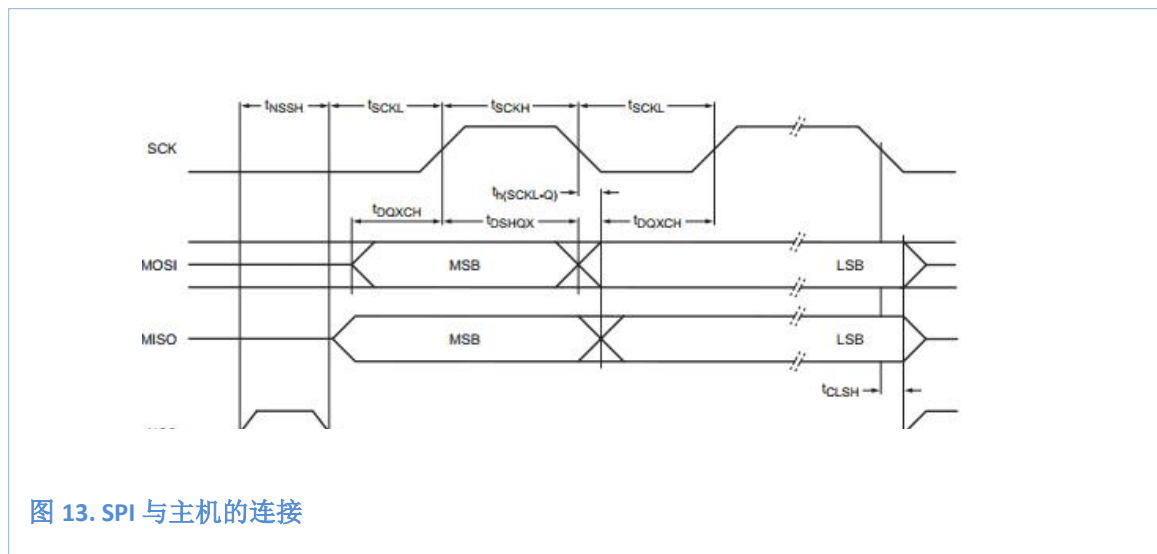 tNSSH tSCKL tSCKH tSCKL
SCK
th(SCKL-Q)
tDQXCH tDSHQX tDQXCH
MOSI MSB LSB
MISO MSB LSB
tCLSH
图 13. SPI 与主机的连接